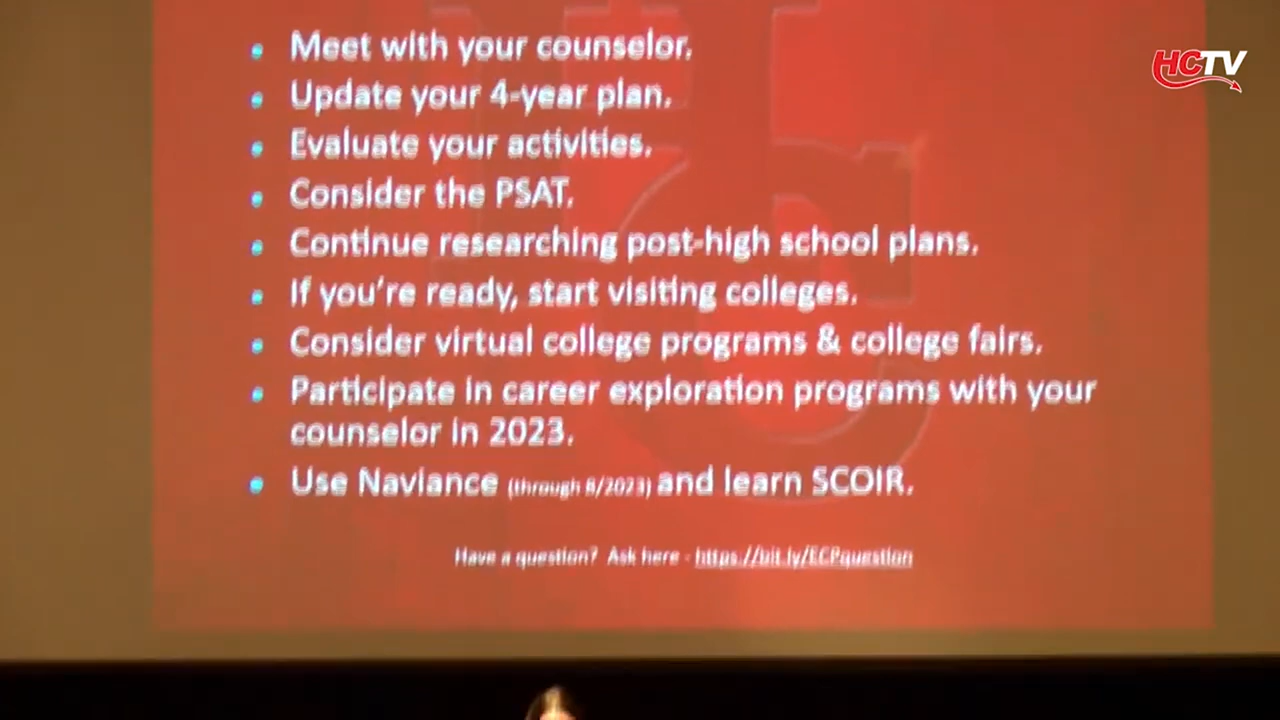 HCTV
• Meet with your counselor.
• Update your 4-year plan.
• Evaluate your activities.
• Consider the PSAT.
• Continue researching post-high school plans.
• If you're ready, start visiting colleges.
• Consider virtual college programs & college fairs.
• Participate in career exploration programs with your
counselor in 2023.
• Use Naviance (through 8/2023) and learn SCOIR.
Have a question? Ask here - https://bit.ly/ECPquestion